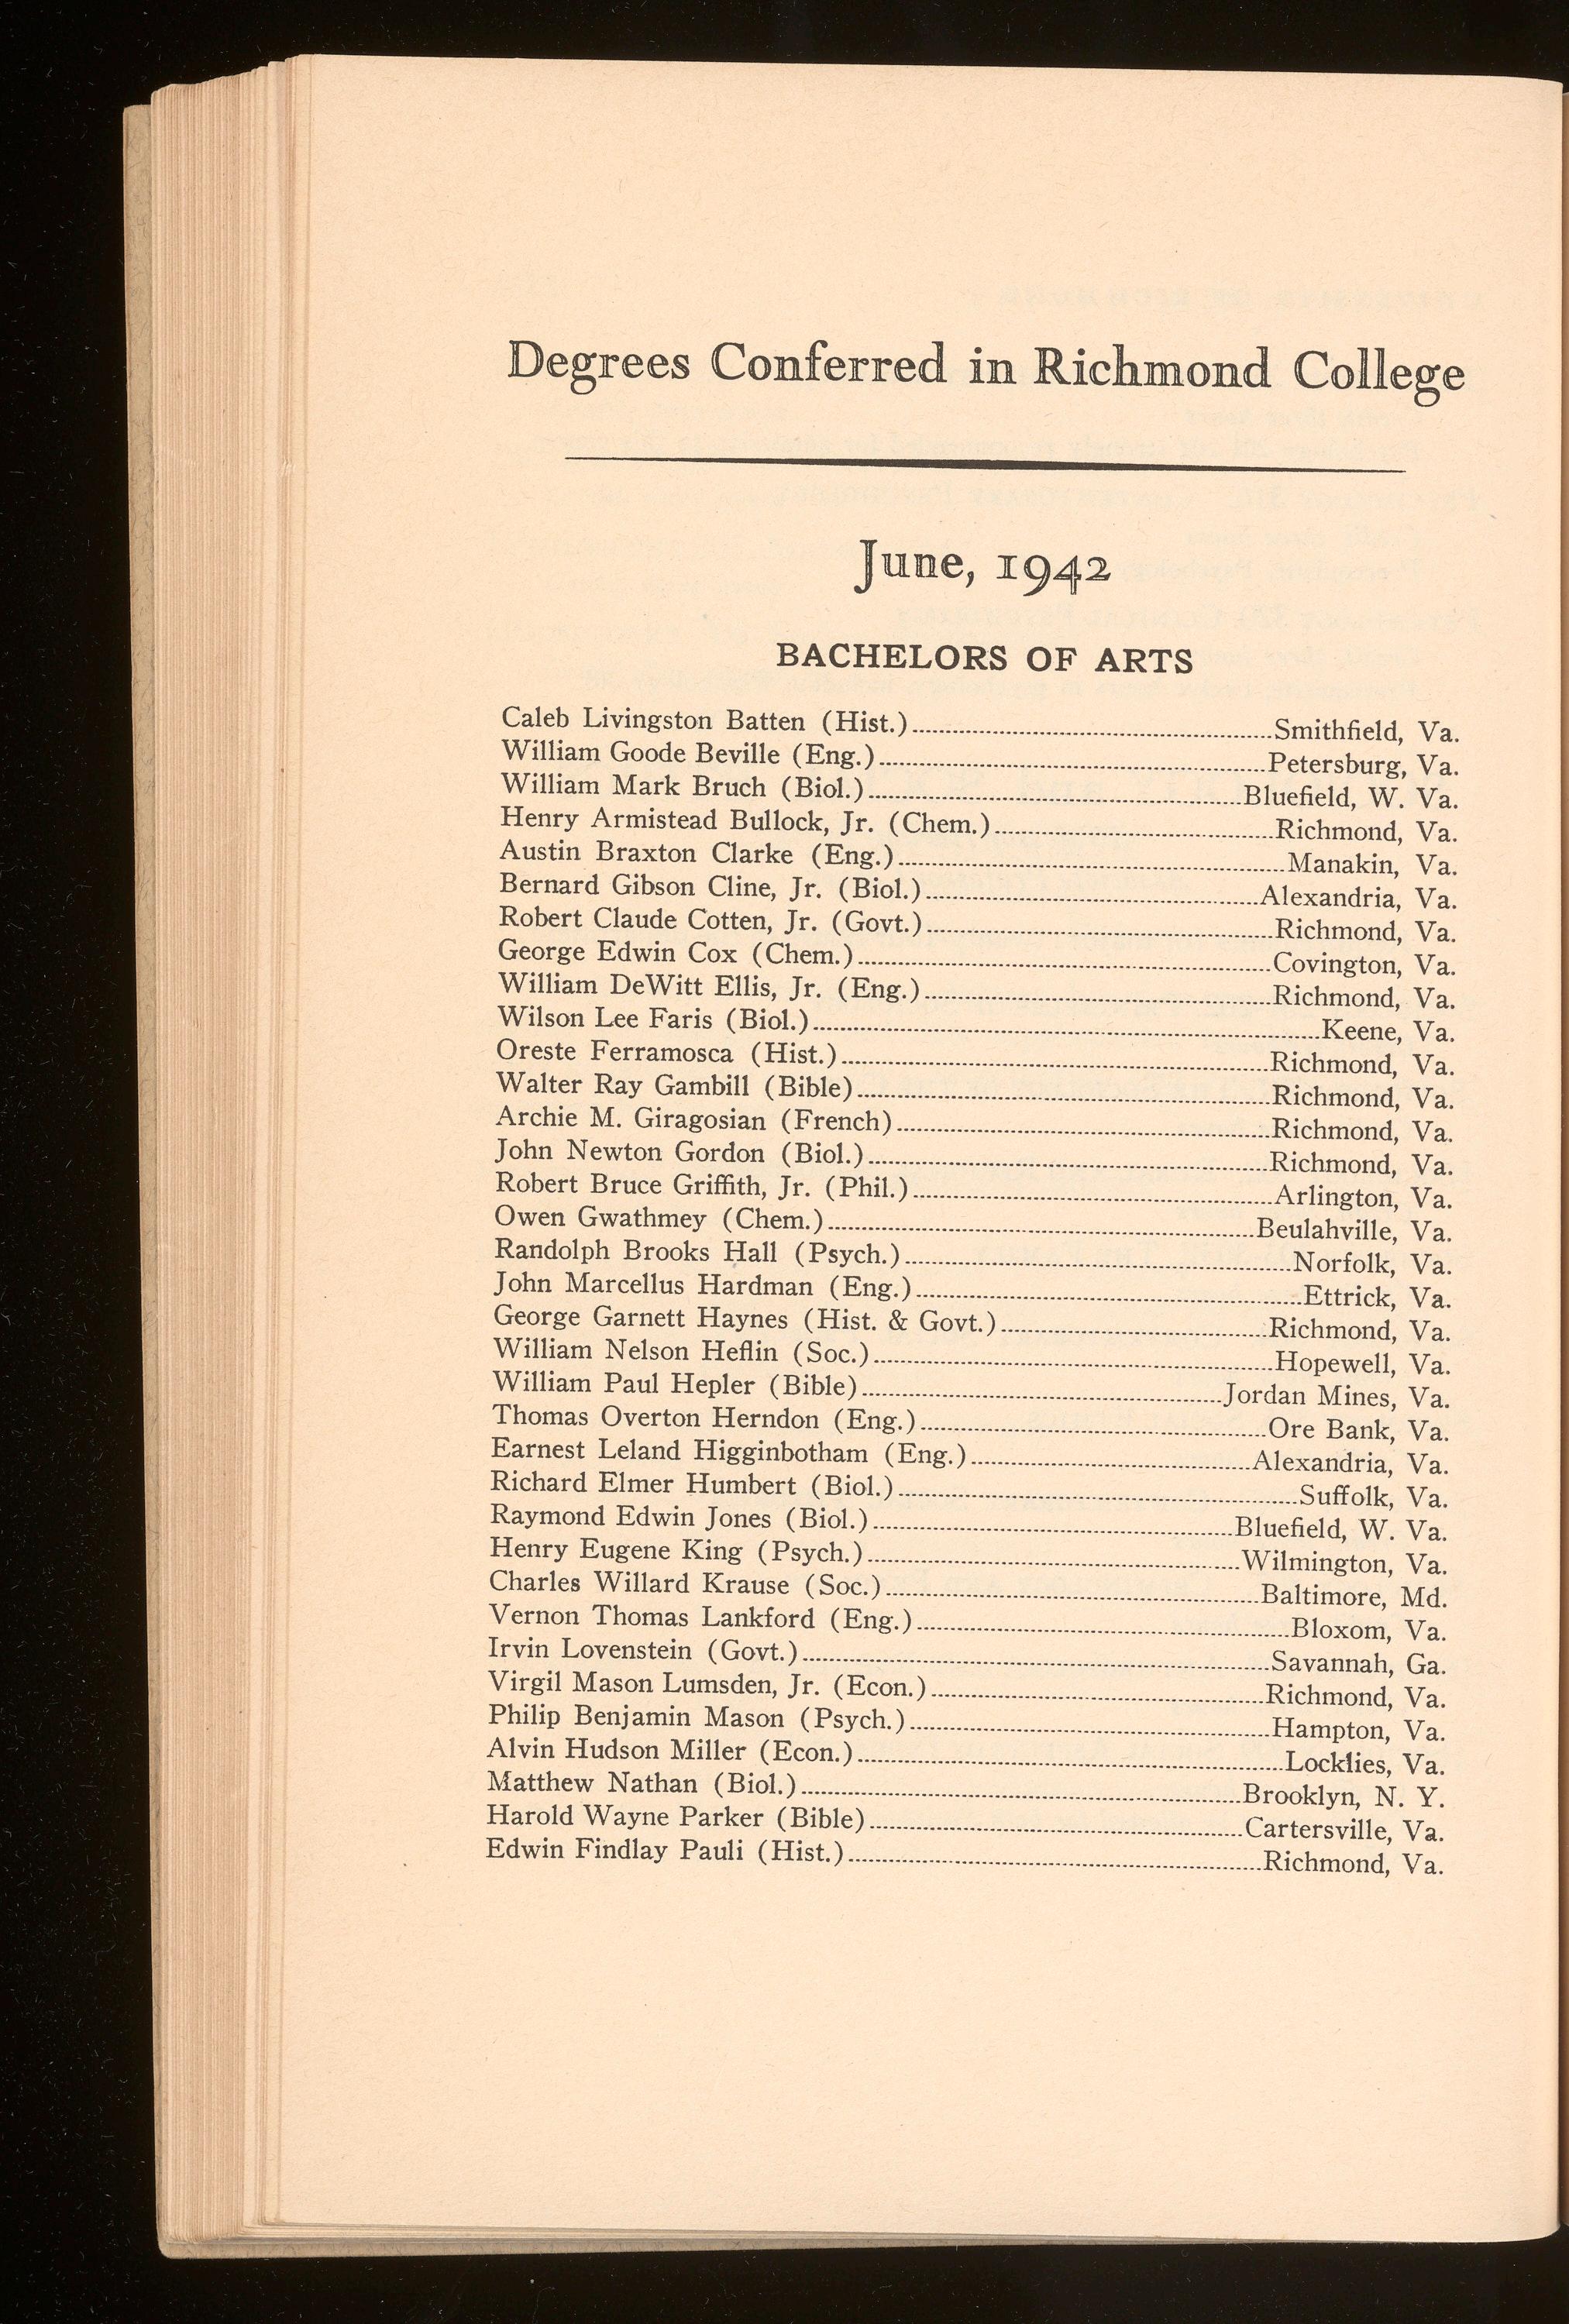 Degrees Conferred in Richmond College
June, 1942
BACHELORS OF ARTS
Caleb Livingston Batten (Hist.)........Smithfield, Va.
William Goode Beville (Eng.)........Petersburg, Va.
William Mark Bruch (Biol.)........Bluefield, W. Va.
Henry Armistead Bullock, Jr. (Chem.)........Richmond, Va.
Austin Braxton Clarke (Eng.)........Manakin, Va.
Bernard Gibson Cline, Jr. (Biol.)........Alexandria, Va.
Robert Claude Cotten, Jr. (Govt.)........Richmond, Va.
George Edwin Cox (Chem.)........Covington, Va.
William DeWitt Ellis, Jr. (Eng.)........Richmond, Va.
Wilson Lee Faris (Biol.)........Keene, Va.
Oreste Ferramosca (Hist.)........Richmond, Va.
Walter Ray Gambill (Bible)........Richmond, Va.
Archie M. Giragosian (French)........Richmond, Va.
John Newton Gordon (Biol.)........Richmond, Va.
Robert Bruce Griffith, Jr. (Phil.)........Arlington, Va.
Owen Gwathmey (Chem.)........Beulahville, Va.
Randolph Brooks Hall (Psych.)........Norfolk, Va.
John Marcellus Hardman (Eng.)........Ettrick, Va.
George Garnett Haynes (Hist. & Govt.)........Richmond, Va.
William Nelson Heflin (Soc.)........Hopewell, Va.
William Paul Hepler (Bible)........Jordan Mines, Va.
Thomas Overton Herndon (Eng.)........Ore Bank, Va.
Earnest Leland Higginbotham (Eng.)........Alexandria, Va.
Richard Elmer Humbert (Biol.)........Suffolk, Va.
Raymond Edwin Jones (Biol.)........Bluefield, W. Va.
Henry Eugene King (Psych.)........Wilmington, Va.
Charles Willard Krause (Soc.)........Baltimore, Md.
Vernon Thomas Lankford (Eng.)........Bloxom, Va.
Irvin Lovenstein (Govt.)........Savannah, Ga.
Virgil Mason Lumsden, Jr. (Econ.)........Richmond, Va.
Philip Benjamin Mason (Psych.)........Hampton, Va.
Alvin Hudson Miller (Econ.)........Locklies, Va.
Matthew Nathan (Biol.)........Brooklyn, N. Y.
Harold Wayne Parker (Bible)........Cartersville, Va.
Edwin Findlay Pauli (Hist.)........Richmond, Va.